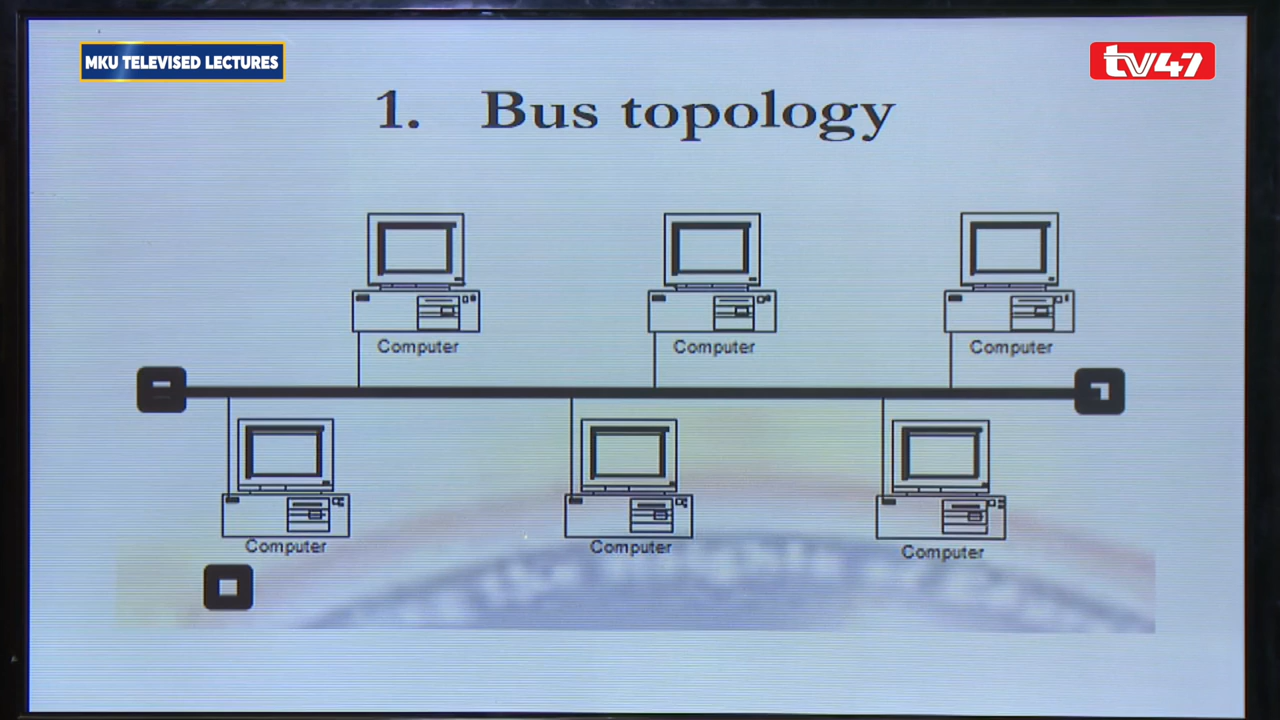 MKU TELEVISED LECTURES
tv47
1. Bus topology
Computer
Computer
Computer
Computer
Computer
Computer